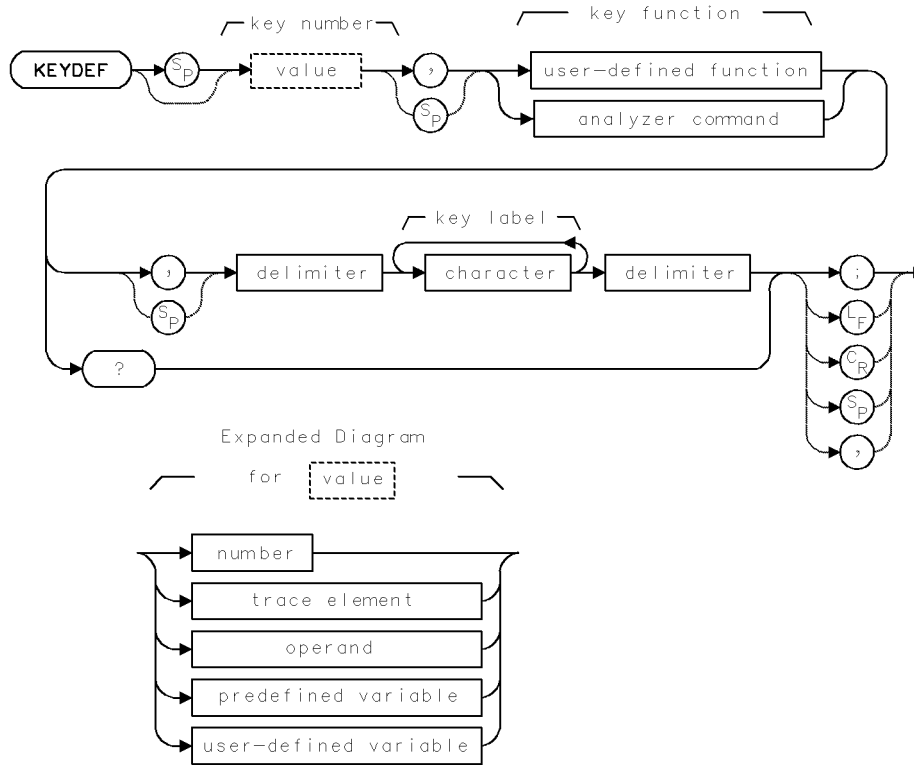 key number
key function
KEYDEF
SP
value
,
SP
user-defined function
analyzer command
key label
,
SP
delimiter
character
delimiter
;
LF
CR
SP
,
?
Expanded Diagram
for value
number
trace element
operand
predefined variable
user-defined variable